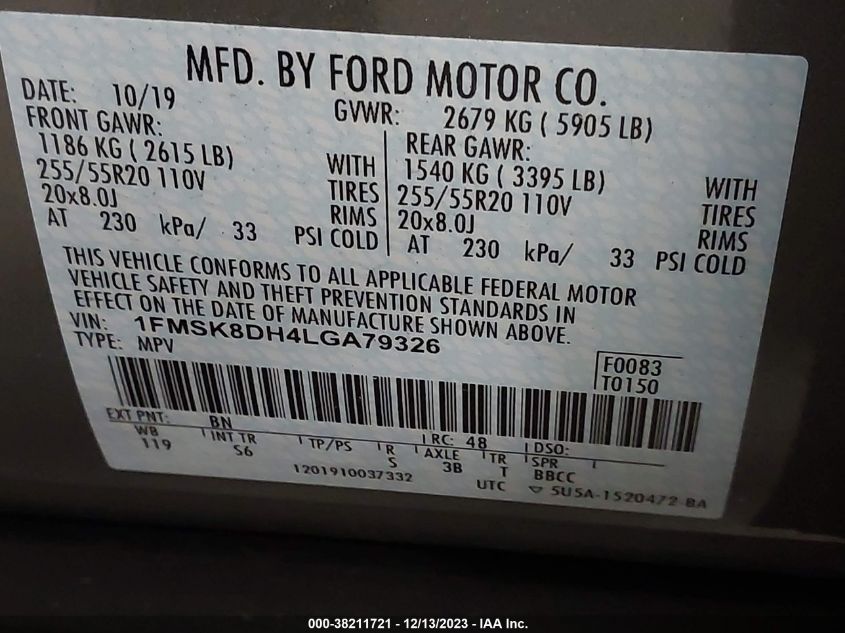 MFD. BY FORD MOTOR CO.
DATE: 10/19
GVWR: 2679 KG ( 5905 LB)
FRONT GAWR:
1186 KG ( 2615 LB)
255/55R20 110V
20x8.0J
AT 230 kPa/ 33
WITH
TIRES
RIMS
PSI COLD
REAR GAWR:
1540 KG ( 3395 LB)
255/55R20 110V
20x8.0J
AT 230 kPa/ 33
WITH
TIRES
RIMS
PSI COLD
THIS VEHICLE CONFORMS TO ALL APPLICABLE FEDERAL MOTOR
VEHICLE SAFETY AND THEFT PREVENTION STANDARDS IN
EFFECT ON THE DATE OF MANUFACTURE SHOWN ABOVE.
VIN: 1FMSK8DH4LGA79326
TYPE: MPV
F0083
T0150
EXT PNT: BN RC: 48 DSO:
WB INT TR TP/PS R AXLE TR SPR
119 S6 S 3B T BBCC
1201910037332 UTC ▽ 5U5A-1520472-BA
000-38211721 - 12/13/2023 - IAA Inc.